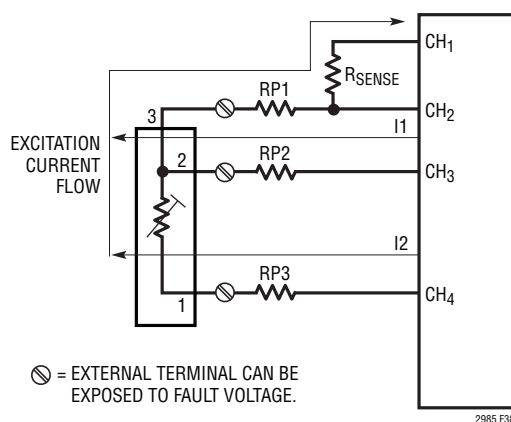 CH1
RSENSE
RP1
CH2
3
I1
EXCITATION
CURRENT
FLOW
2
RP2
CH3
I2
RP3
1
CH4
= EXTERNAL TERMINAL CAN BE
EXPOSED TO FAULT VOLTAGE.